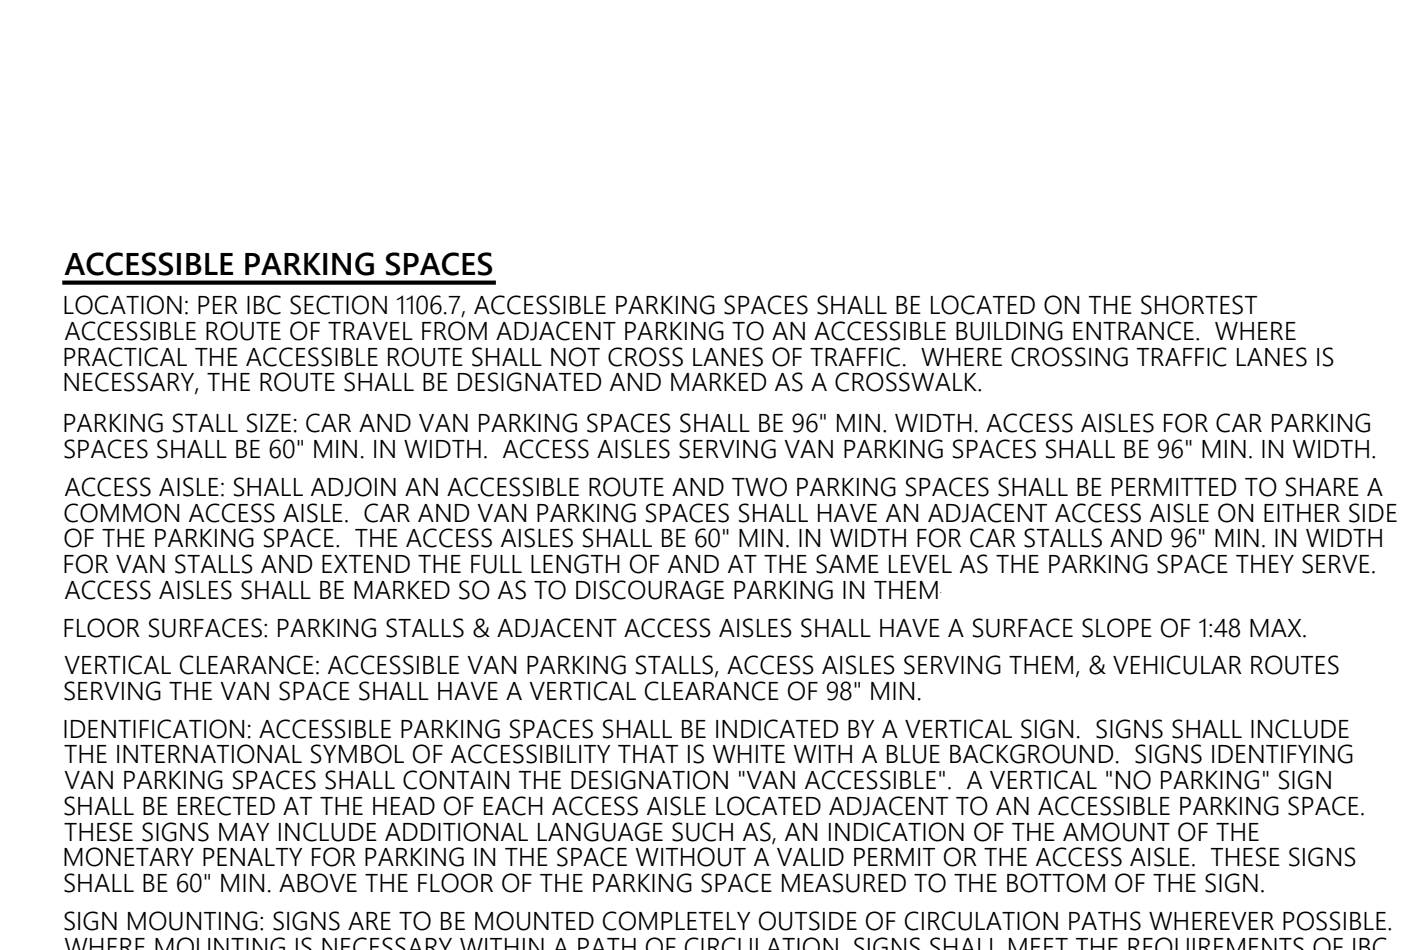 ACCESSIBLE PARKING SPACES
LOCATION: PER IBC SECTION 1106.7, ACCESSIBLE PARKING SPACES SHALL BE LOCATED ON THE SHORTEST
ACCESSIBLE ROUTE OF TRAVEL FROM ADJACENT PARKING TO AN ACCESSIBLE BUILDING ENTRANCE.  WHERE
PRACTICAL THE ACCESSIBLE ROUTE SHALL NOT CROSS LANES OF TRAFFIC.  WHERE CROSSING TRAFFIC LANES IS
NECESSARY, THE ROUTE SHALL BE DESIGNATED AND MARKED AS A CROSSWALK.
PARKING STALL SIZE: CAR AND VAN PARKING SPACES SHALL BE 96" MIN. WIDTH. ACCESS AISLES FOR CAR PARKING
SPACES SHALL BE 60" MIN. IN WIDTH.  ACCESS AISLES SERVING VAN PARKING SPACES SHALL BE 96" MIN. IN WIDTH.
ACCESS AISLE: SHALL ADJOIN AN ACCESSIBLE ROUTE AND TWO PARKING SPACES SHALL BE PERMITTED TO SHARE A
COMMON ACCESS AISLE.  CAR AND VAN PARKING SPACES SHALL HAVE AN ADJACENT ACCESS AISLE ON EITHER SIDE
OF THE PARKING SPACE.  THE ACCESS AISLES SHALL BE 60" MIN. IN WIDTH FOR CAR STALLS AND 96" MIN. IN WIDTH
FOR VAN STALLS AND EXTEND THE FULL LENGTH OF AND AT THE SAME LEVEL AS THE PARKING SPACE THEY SERVE.
ACCESS AISLES SHALL BE MARKED SO AS TO DISCOURAGE PARKING IN THEM
FLOOR SURFACES: PARKING STALLS & ADJACENT ACCESS AISLES SHALL HAVE A SURFACE SLOPE OF 1:48 MAX.
VERTICAL CLEARANCE: ACCESSIBLE VAN PARKING STALLS, ACCESS AISLES SERVING THEM, & VEHICULAR ROUTES
SERVING THE VAN SPACE SHALL HAVE A VERTICAL CLEARANCE OF 98" MIN.
IDENTIFICATION: ACCESSIBLE PARKING SPACES SHALL BE INDICATED BY A VERTICAL SIGN.  SIGNS SHALL INCLUDE
THE INTERNATIONAL SYMBOL OF ACCESSIBILITY THAT IS WHITE WITH A BLUE BACKGROUND.  SIGNS IDENTIFYING
VAN PARKING SPACES SHALL CONTAIN THE DESIGNATION "VAN ACCESSIBLE".  A VERTICAL "NO PARKING" SIGN
SHALL BE ERECTED AT THE HEAD OF EACH ACCESS AISLE LOCATED ADJACENT TO AN ACCESSIBLE PARKING SPACE.
THESE SIGNS MAY INCLUDE ADDITIONAL LANGUAGE SUCH AS, AN INDICATION OF THE AMOUNT OF THE
MONETARY PENALTY FOR PARKING IN THE SPACE WITHOUT A VALID PERMIT OR THE ACCESS AISLE.  THESE SIGNS
SHALL BE 60" MIN. ABOVE THE FLOOR OF THE PARKING SPACE MEASURED TO THE BOTTOM OF THE SIGN.
SIGN MOUNTING: SIGNS ARE TO BE MOUNTED COMPLETELY OUTSIDE OF CIRCULATION PATHS WHEREVER POSSIBLE.
WHERE MOUNTING IS NECESSARY WITHIN A PATH OF CIRCULATION, SIGNS SHALL MEET THE REQUIREMENTS OF IBC